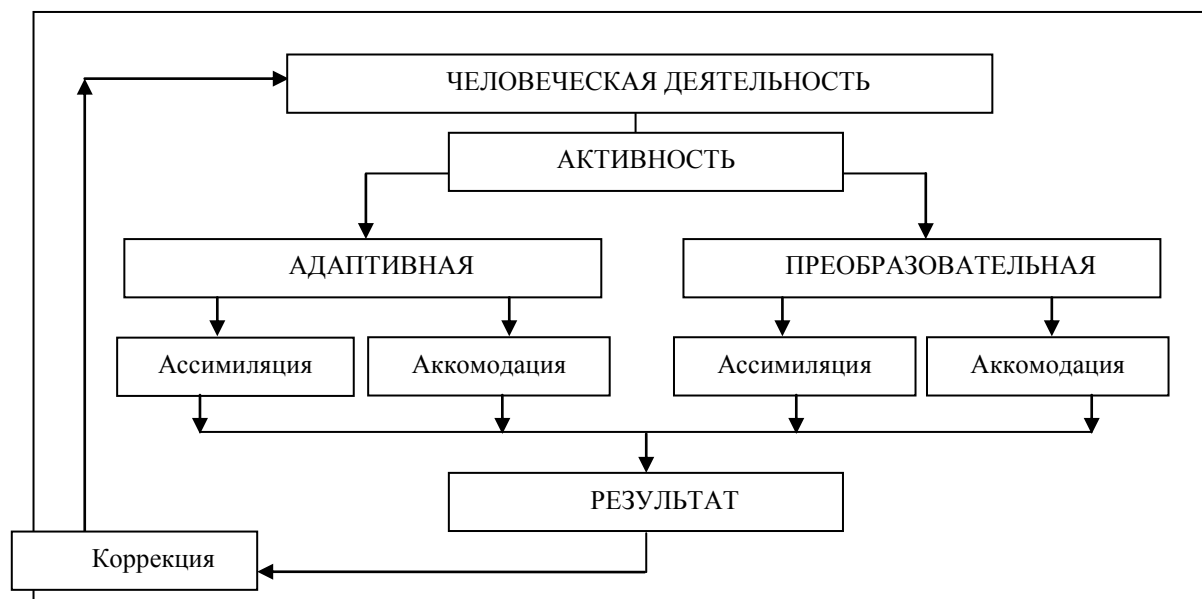 ЧЕЛОВЕЧЕСКАЯ ДЕЯТЕЛЬНОСТЬ
АКТИВНОСТЬ
АДАПТИВНАЯ
ПРЕОБРАЗОВАТЕЛЬНАЯ
Ассимиляция
Аккомодация
Ассимиляция
Аккомодация
РЕЗУЛЬТАТ
Коррекция